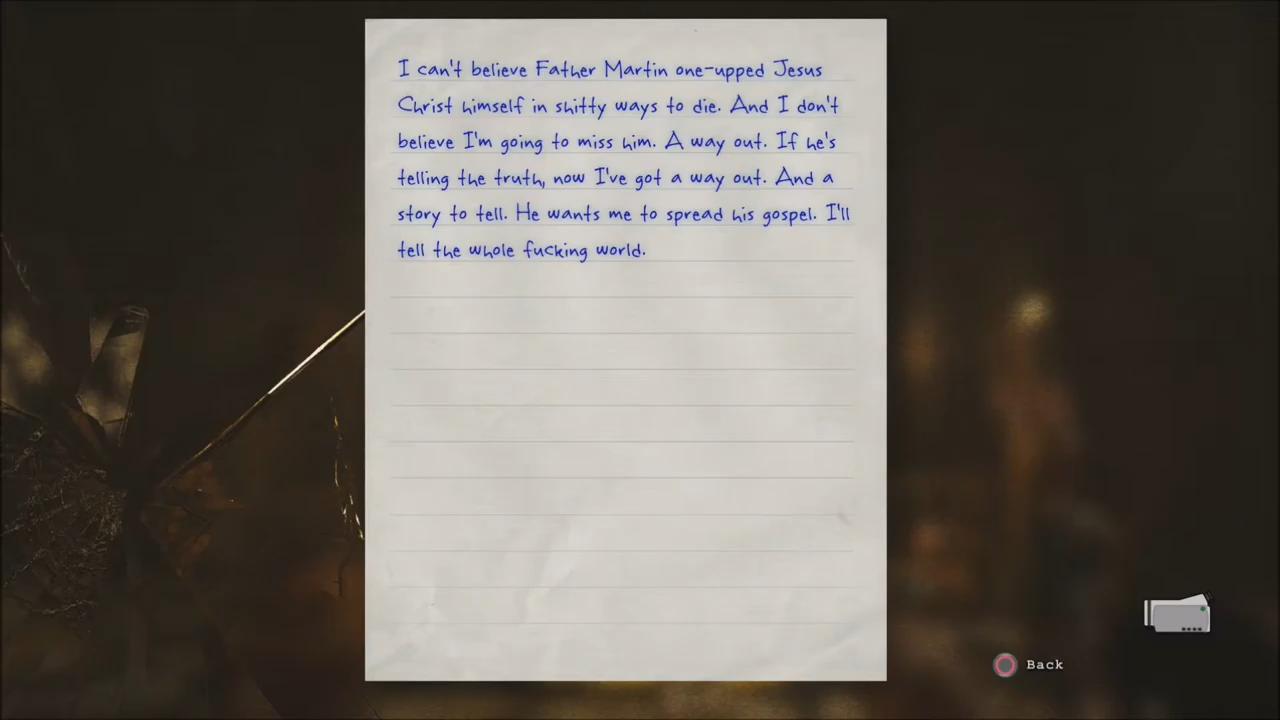 I can't believe Father Martin one-upped Jesus
Christ himself in shitty ways to die. And I don't
believe I'm going to miss him. A way out. If he's
telling the truth, now I've got a way out. And a
story to tell. He wants me to spread his gospel. I'll
tell the whole fucking world.
Back